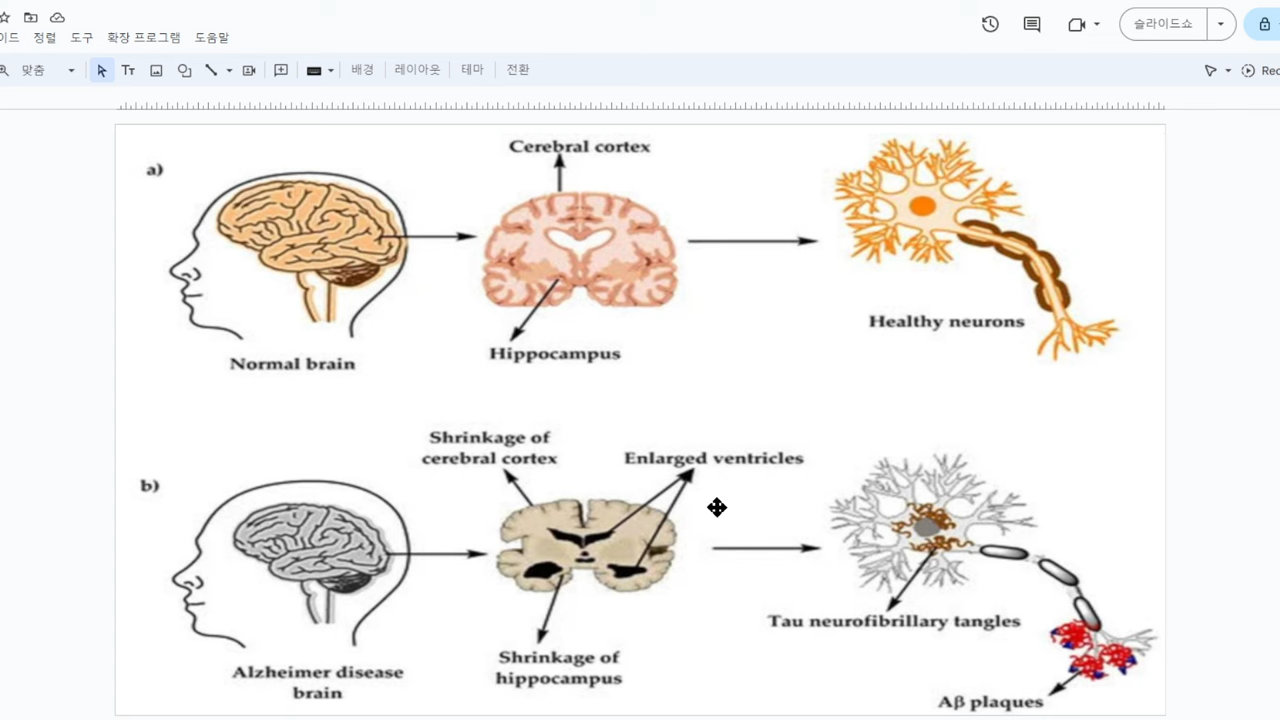 슬라이드쇼
이드 정렬 도구 확장 프로그램 도움말
맞춤 Tт 배경 레이아웃 테마 전환 Rec
a)
Cerebral cortex
Healthy neurons
Hippocampus
Normal brain
Shrinkage of
cerebral cortex
Enlarged ventricles
b)
Tau neurofibrillary tangles
Shrinkage of
hippocampus
Alzheimer disease
brain
Aβ plaques